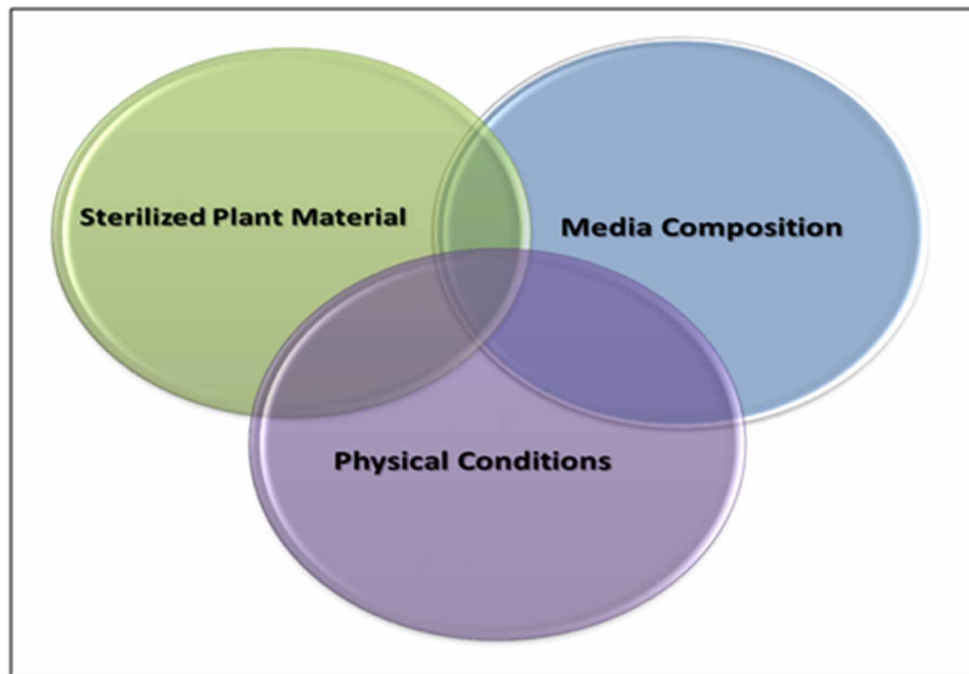 Sterilized Plant Material
Media Composition
Physical Conditions